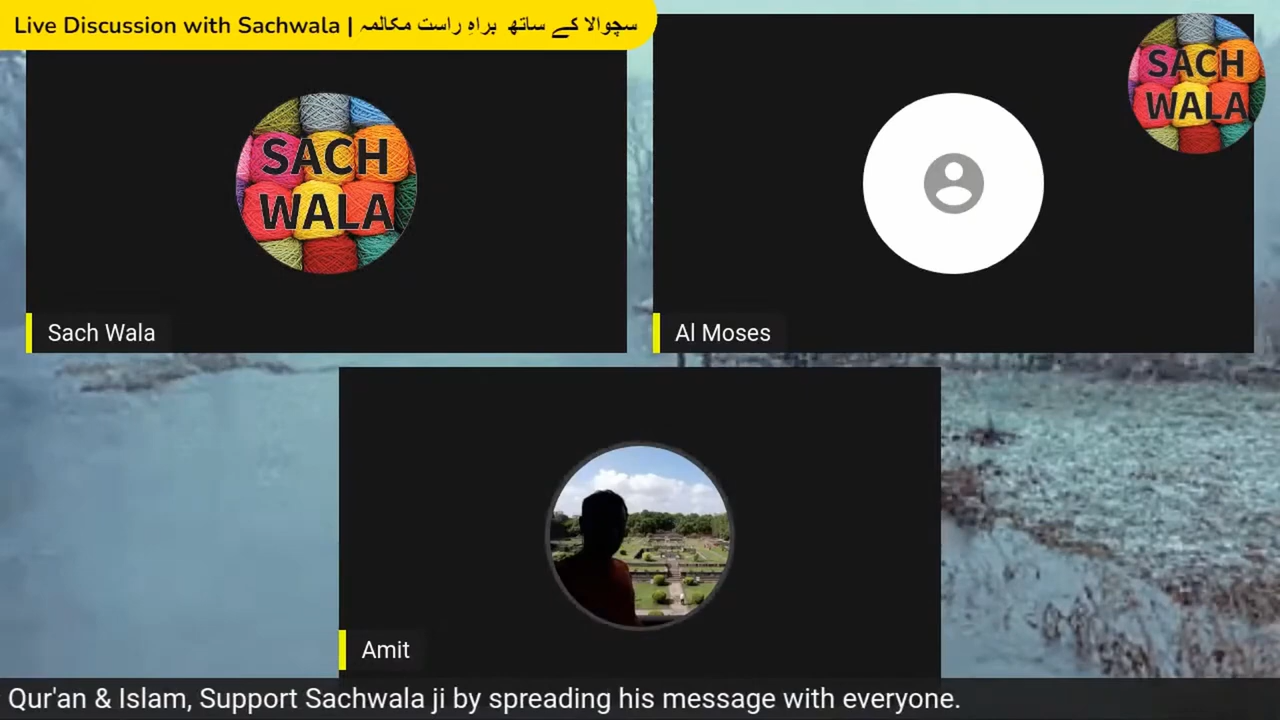 Live Discussion with Sachwala | سچوالا کے ساتھ براہِ راست مکالمہ
SACH
WALA
SACH
WALA
Sach Wala
Al Moses
Amit
Qur'an & Islam, Support Sachwala ji by spreading his message with everyone.